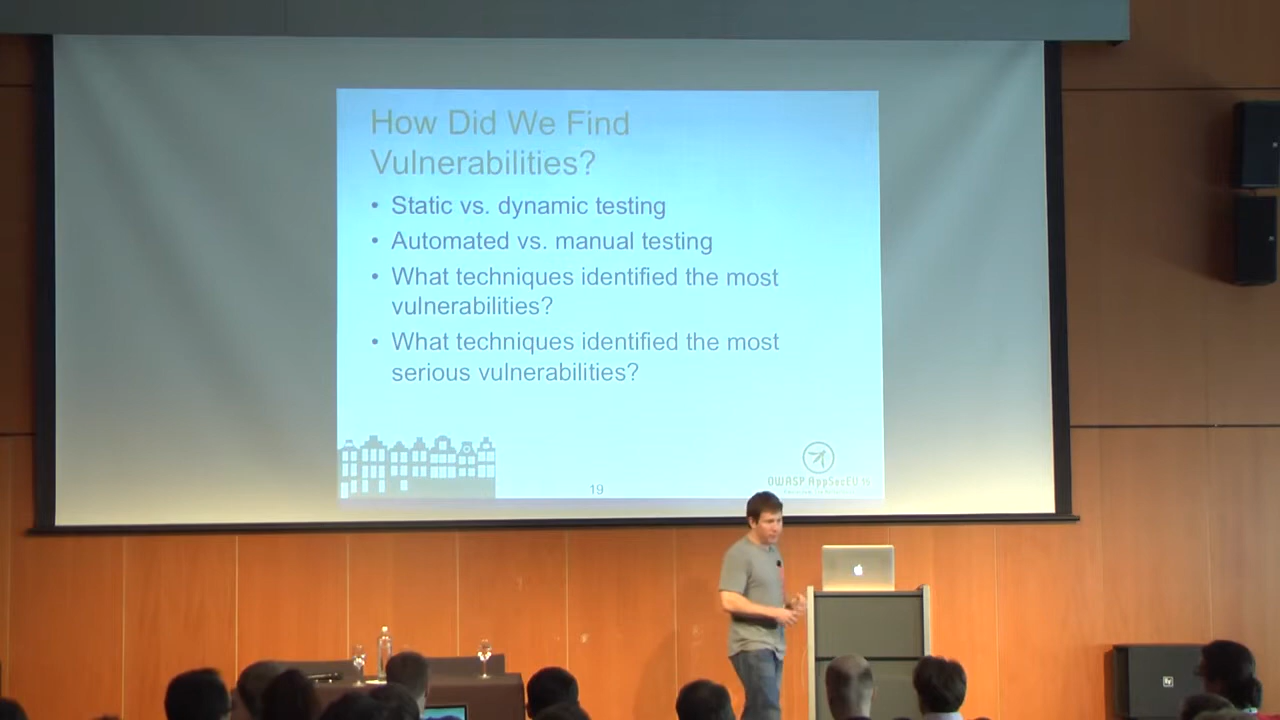 How Did We Find
Vulnerabilities?
• Static vs. dynamic testing
• Automated vs. manual testing
• What techniques identified the most
vulnerabilities?
• What techniques identified the most
serious vulnerabilities?
19
OWASP AppSecEU 15